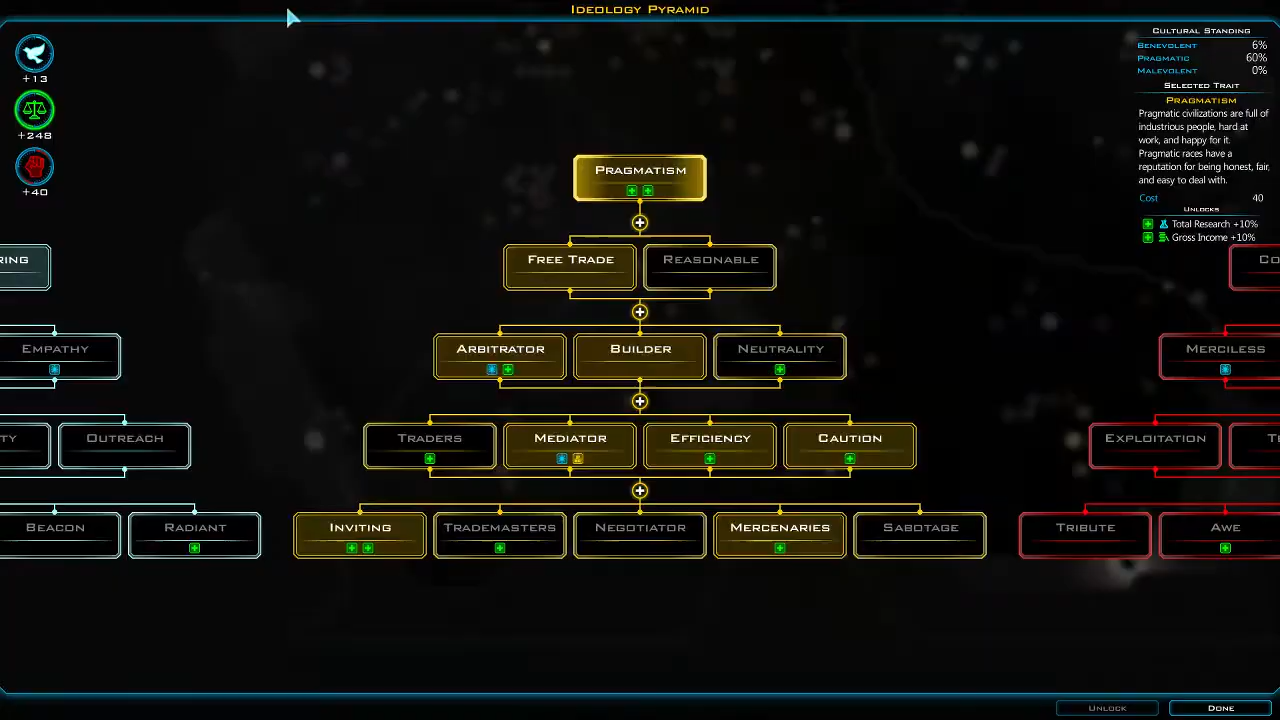 Ideology Pyramid
+13
+248
+40
Cultural Standing
Benevolent 6%
Pragmatic 60%
Malevolent 0%
Selected Trait
Pragmatism
Pragmatic civilizations are full of
industrious people, hard at
work, and happy for it.
Pragmatic races have a
reputation for being honest, fair,
and easy to deal with.
Cost 40
Unlocks
Total Research +10%
Gross Income +10%
Pragmatism
ring
Free Trade
Reasonable
Co
Empathy
Arbitrator
Builder
Neutrality
Merciless
ty
Outreach
Traders
Mediator
Efficiency
Caution
Exploitation
Te
Beacon
Radiant
Inviting
Trademasters
Negotiator
Mercenaries
Sabotage
Tribute
Awe
Unlock
Done